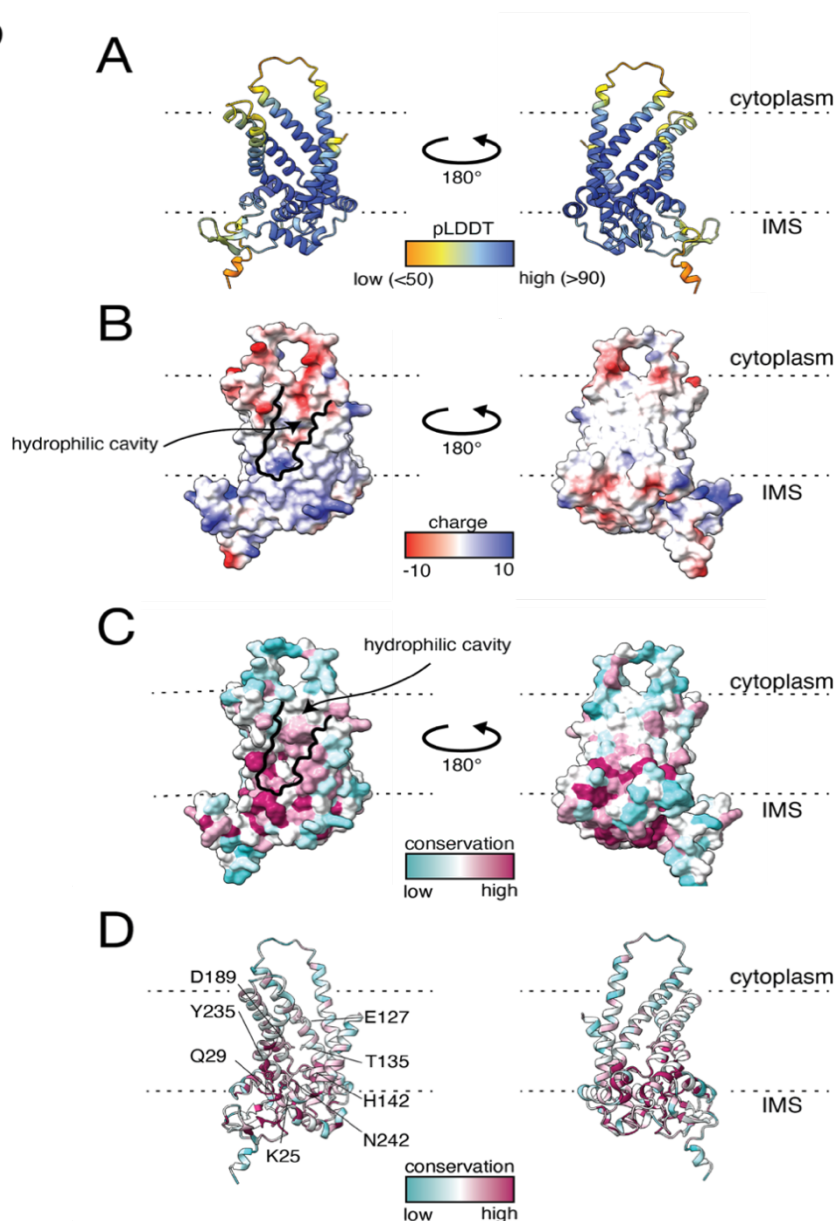 A
cytoplasm
180°
IMS
pLDDT
low (<50)
high (>90)
B
cytoplasm
hydrophilic cavity
180°
IMS
charge
-10
10
C
hydrophilic cavity
cytoplasm
180°
IMS
conservation
low
high
D
D189
cytoplasm
Y235
E127
Q29
T135
H142
IMS
N242
K25
conservation
low
high